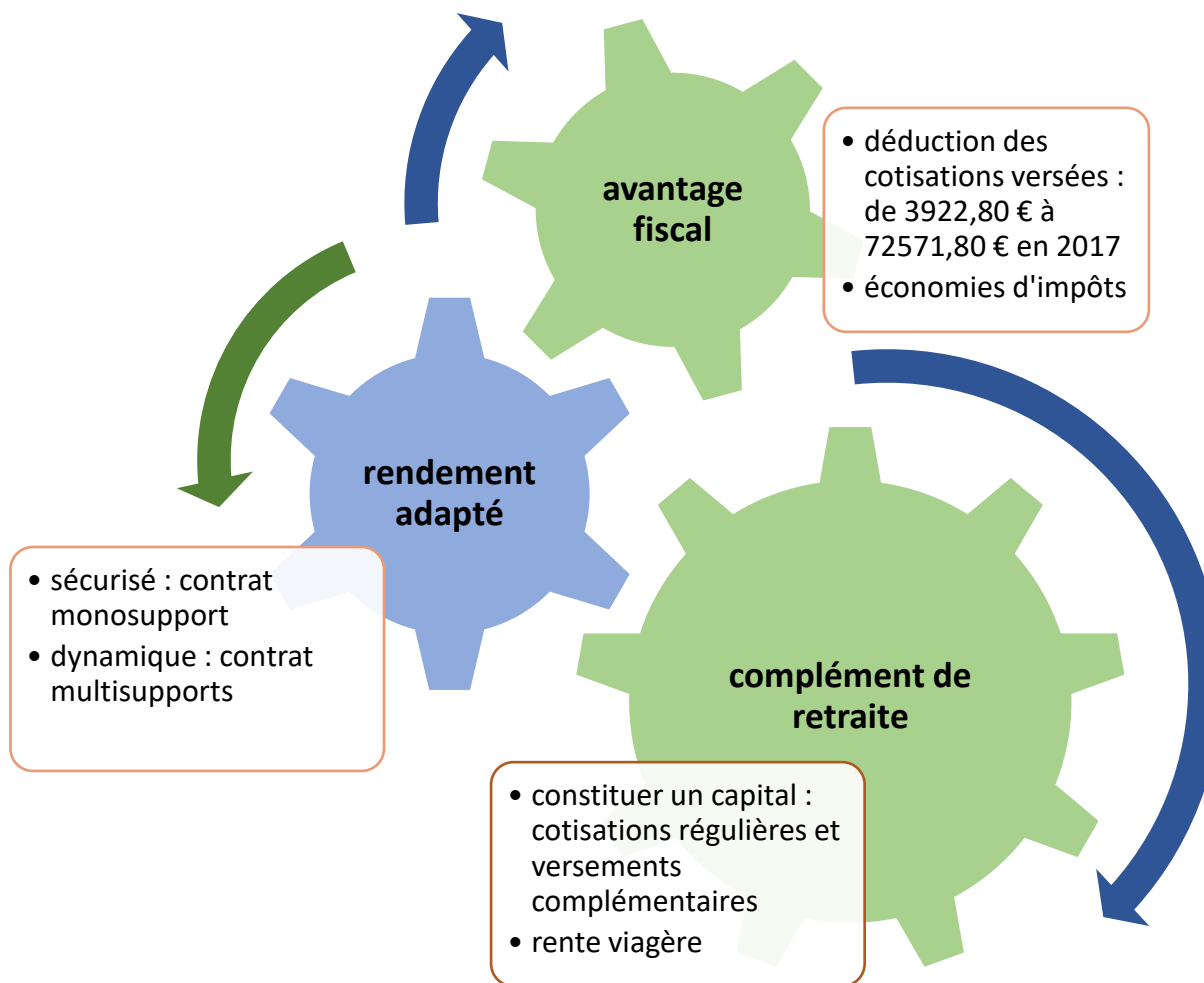 avantage
fiscal
• déduction des
cotisations versées :
de 3922,80 € à
72571,80 € en 2017
• économies d'impôts
rendement
adapté
• sécurisé : contrat
monosupport
• dynamique : contrat
multisupports
complément de
retraite
• constituer un capital :
cotisations régulières et
versements
complémentaires
• rente viagère